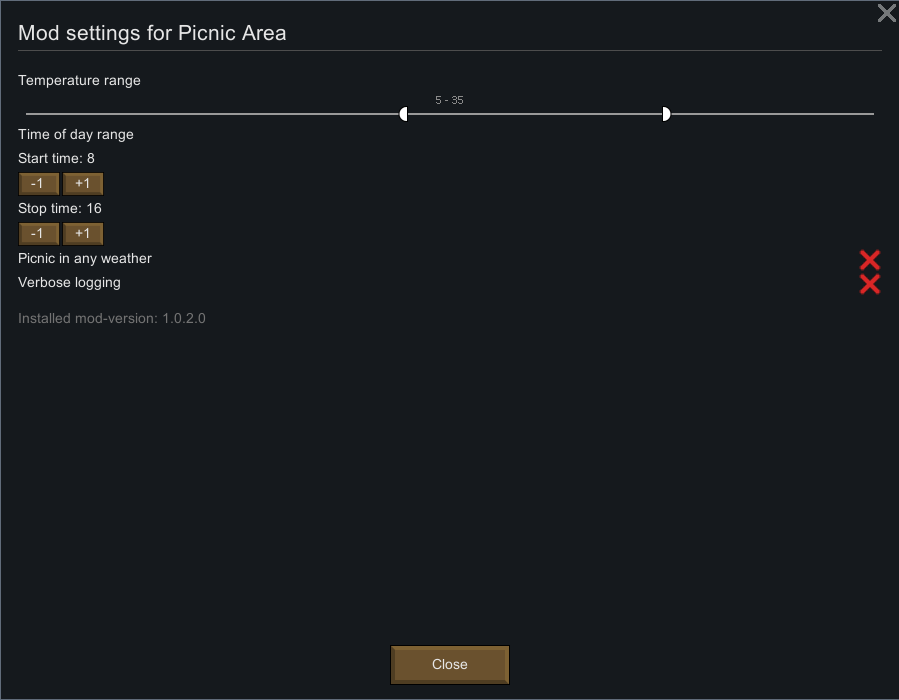 Mod settings for Picnic Area
Temperature range
5 - 35
Time of day range
Start time: 8
-1 +1
Stop time: 16
-1 +1
Picnic in any weather
Verbose logging
Installed mod-version: 1.0.2.0
Close